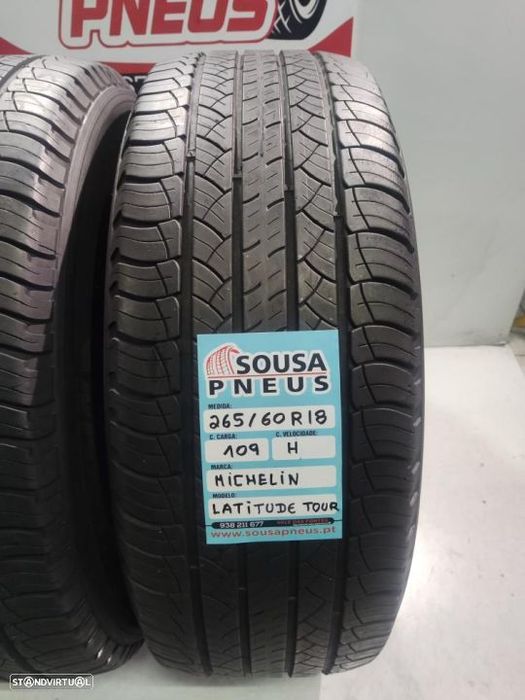 PNEUS
SOUSA
PNEUS
MEDIDA:
265/60R18
C. CARGA:
C. VELOCIDADE:
109
H
MARCA:
MICHELIN
MODELO:
LATITUDE TOUR
938 211 677
www.sousapneus.pt
STANDVIRTUAL